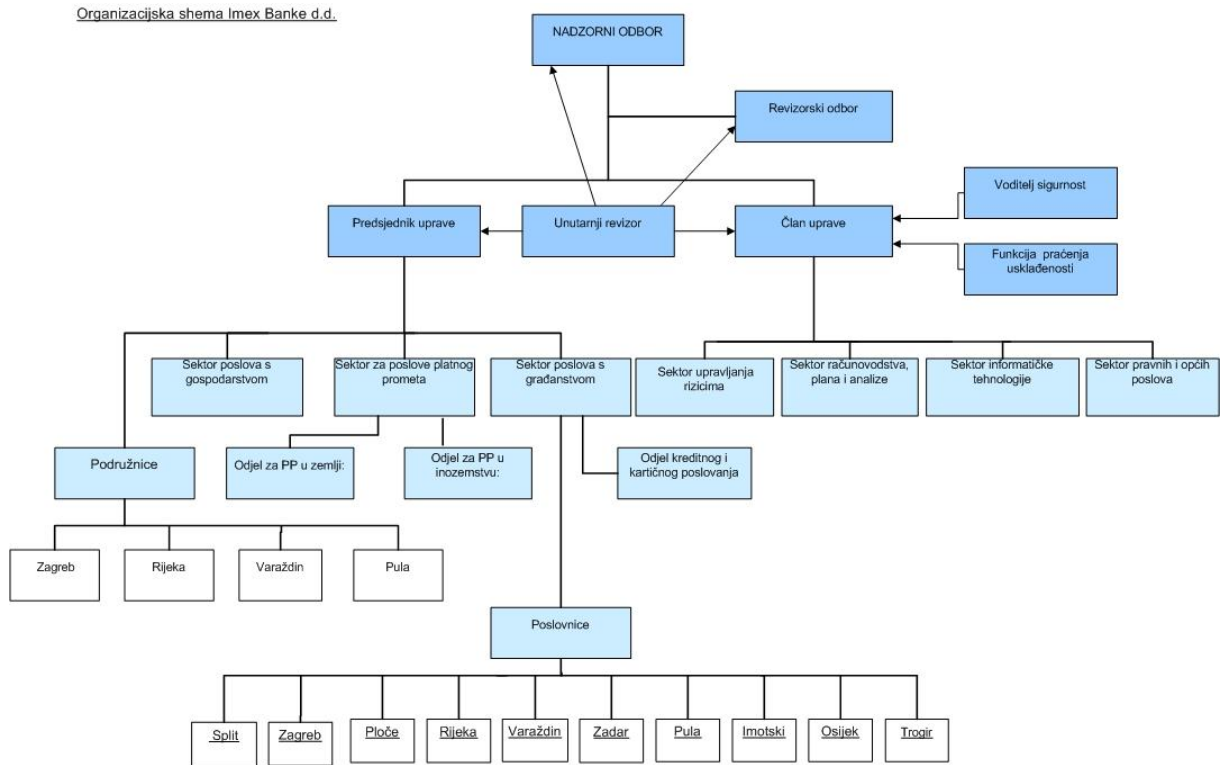 Organizacijska shema Imex Banke d.d.
NADZORNI ODBOR
Revizorski odbor
Voditelj sigurnost
Predsjednik uprave
Unutarnji revizor
Član uprave
Funkcija praćenja
usklađenosti
Sektor poslova s
gospodarstvom
Sektor za poslove platnog
prometa
Sektor poslova s
građanstvom
Sektor upravljanja
rizicima
Sektor računovodstva,
plana i analize
Sektor informatičke
tehnologije
Sektor pravnih i općih
poslova
Podružnice
Odjel za PP u zemlji:
Odjel za PP u
inozemstvu:
Odjel kreditnog i
kartičnog poslovanja
Zagreb
Rijeka
Varaždin
Pula
Poslovnice
Split
Zagreb
Ploče
Rijeka
Varaždin
Zadar
Pula
Imotski
Osijek
Trogir